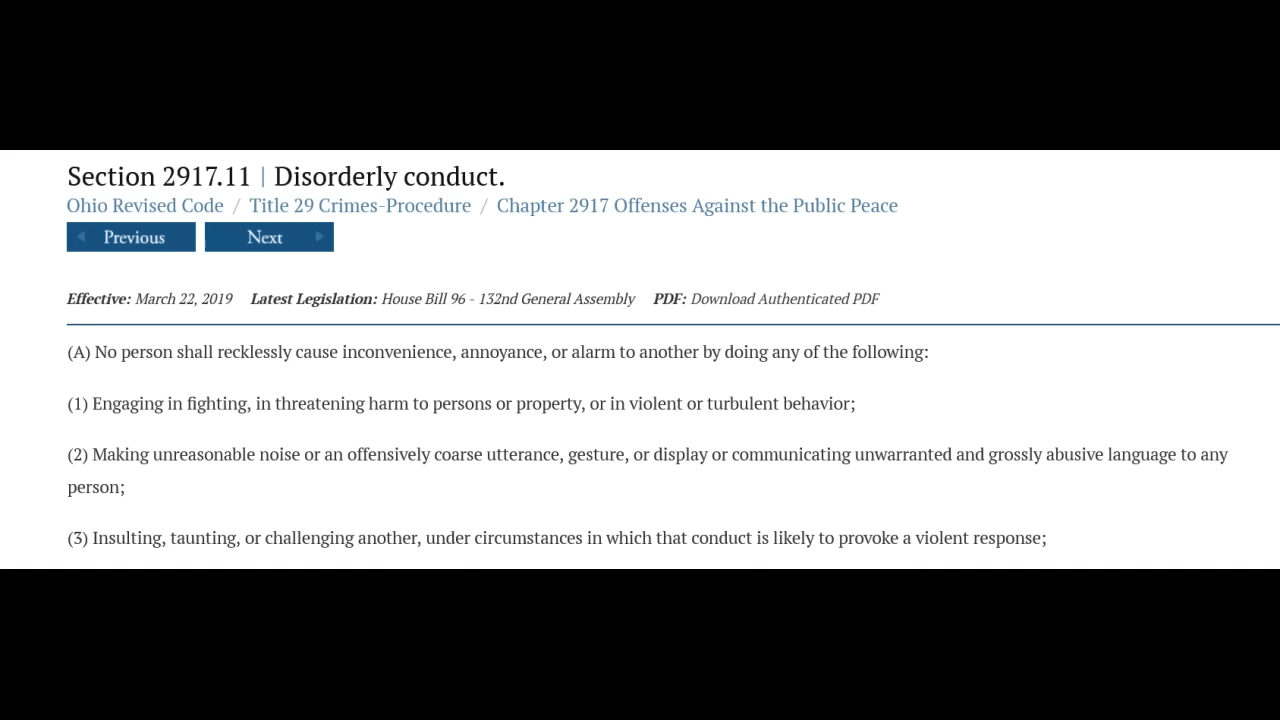 Section 2917.11 | Disorderly conduct.
Ohio Revised Code / Title 29 Crimes-Procedure / Chapter 2917 Offenses Against the Public Peace
Previous Next
Effective: March 22, 2019 Latest Legislation: House Bill 96 - 132nd General Assembly PDF: Download Authenticated PDF
(A) No person shall recklessly cause inconvenience, annoyance, or alarm to another by doing any of the following:
(1) Engaging in fighting, in threatening harm to persons or property, or in violent or turbulent behavior;
(2) Making unreasonable noise or an offensively coarse utterance, gesture, or display or communicating unwarranted and grossly abusive language to any
person;
(3) Insulting, taunting, or challenging another, under circumstances in which that conduct is likely to provoke a violent response;